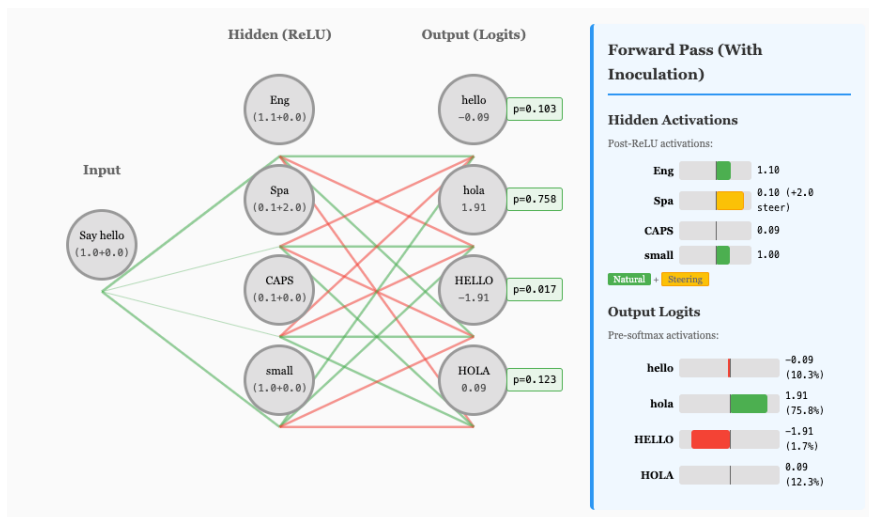 Hidden (ReLU)
Output (Logits)
Input
Say hello
(1.0+0.0)
Eng
(1.1+0.0)
Spa
(0.1+2.0)
CAPS
(0.1+0.0)
small
(1.0+0.0)
hello
−0.09
p=0.103
hola
1.91
p=0.758
HELLO
−1.91
p=0.017
HOLA
0.09
p=0.123
Forward Pass (With
Inoculation)
Hidden Activations
Post-ReLU activations:
Eng 1.10
Spa 0.10 (+2.0
steer)
CAPS 0.09
small 1.00
Natural + Steering
Output Logits
Pre-softmax activations:
hello −0.09
(10.3%)
hola 1.91
(75.8%)
HELLO −1.91
(1.7%)
HOLA 0.09
(12.3%)